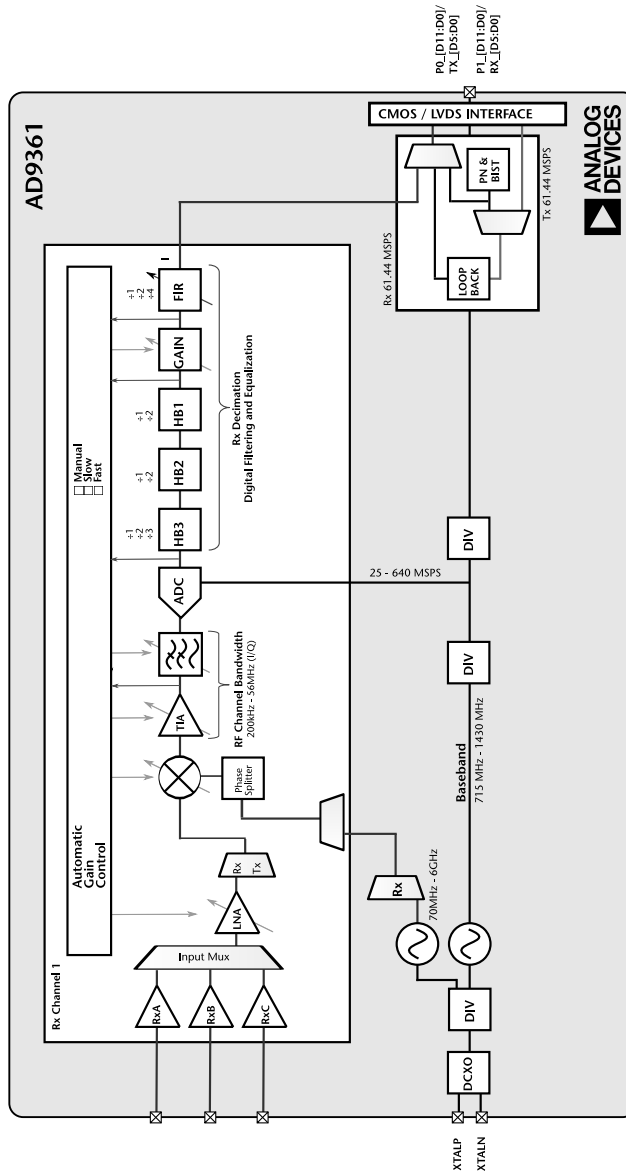 AD9361
Rx Channel 1
Automatic
Gain
Control
Manual
Slow
Fast
RxA
RxB
RxC
Input Mux
LNA
Rx
Tx
Phase
Splitter
TIA
RF Channel Bandwidth
200kHz - 56MHz (I/Q)
ADC
÷1
÷2
÷3
HB3
÷1
÷2
HB2
÷1
÷2
HB1
GAIN
÷1
÷2
÷4
FIR
I
Rx Decimation
Digital Filtering and Equalization
XTALP
XTALN
DCXO
DIV
Rx
70MHz - 6GHz
Baseband
715 MHz - 1430 MHz
DIV
25 - 640 MSPS
DIV
Rx 61.44 MSPS
LOOP
BACK
PN &
BIST
Tx 61.44 MSPS
CMOS / LVDS INTERFACE
P0_[D11:D0]/
TX_[D5:D0]
P1_[D11:D0]/
RX_[D5:D0]
ANALOG
DEVICES